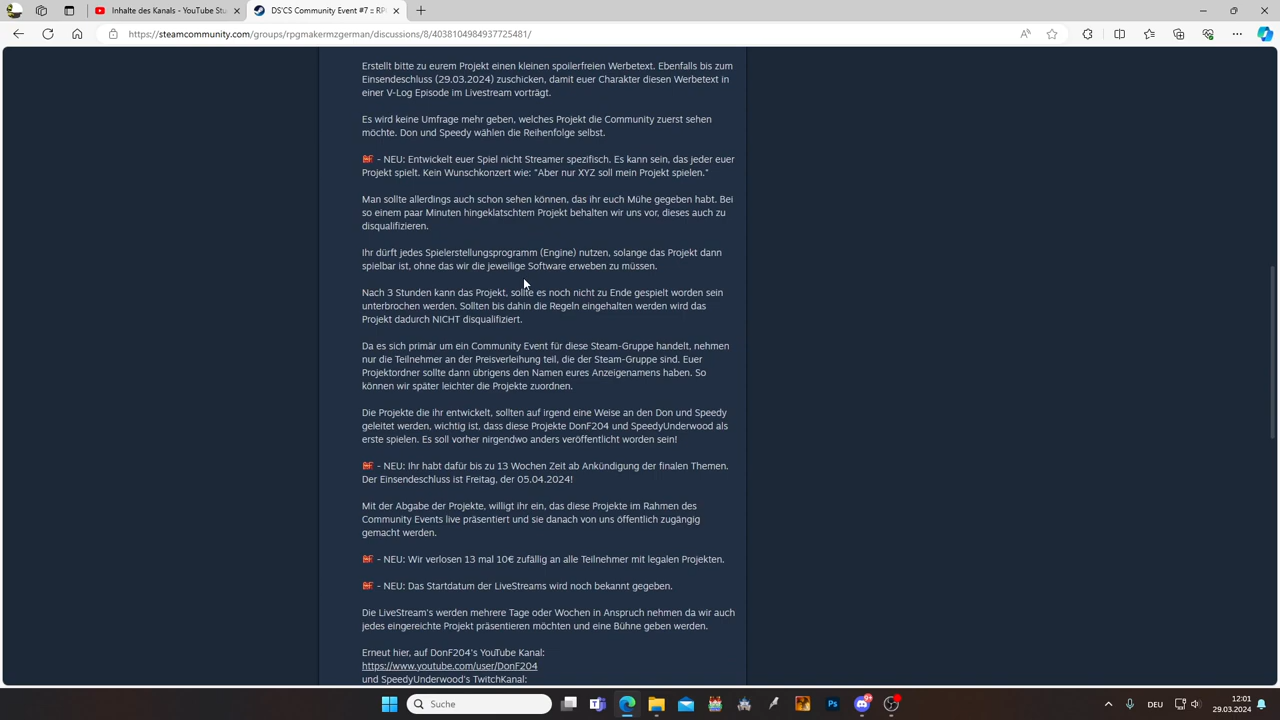 Inhalte des Kanals - YouTube Stu
DS'CS Community Event #7 :: RP
https://steamcommunity.com/groups/rpgmakermzgerman/discussions/8/4038104984937725481/
Erstellt bitte zu eurem Projekt einen kleinen spoilerfreien Werbetext. Ebenfalls bis zum
Einsendeschluss (29.03.2024) zuschicken, damit euer Charakter diesen Werbetext in
einer V-Log Episode im Livestream vorträgt.
Es wird keine Umfrage mehr geben, welches Projekt die Community zuerst sehen
möchte. Don und Speedy wählen die Reihenfolge selbst.
- NEU: Entwickelt euer Spiel nicht Streamer spezifisch. Es kann sein, das jeder euer
Projekt spielt. Kein Wunschkonzert wie: "Aber nur XYZ soll mein Projekt spielen."
Man sollte allerdings auch schon sehen können, das ihr euch Mühe gegeben habt. Bei
so einem paar Minuten hingeklatschtem Projekt behalten wir uns vor, dieses auch zu
disqualifizieren.
Ihr dürft jedes Spielerstellungsprogramm (Engine) nutzen, solange das Projekt dann
spielbar ist, ohne das wir die jeweilige Software erweben zu müssen.
Nach 3 Stunden kann das Projekt, sollte es noch nicht zu Ende gespielt worden sein
unterbrochen werden. Sollten bis dahin die Regeln eingehalten werden wird das
Projekt dadurch NICHT disqualifiziert.
Da es sich primär um ein Community Event für diese Steam-Gruppe handelt, nehmen
nur die Teilnehmer an der Preisverleihung teil, die der Steam-Gruppe sind. Euer
Projektordner sollte dann übrigens den Namen eures Anzeigenamens haben. So
können wir später leichter die Projekte zuordnen.
Die Projekte die ihr entwickelt, sollten auf irgend eine Weise an den Don und Speedy
geleitet werden, wichtig ist, dass diese Projekte DonF204 und SpeedyUnderwood als
erste spielen. Es soll vorher nirgendwo anders veröffentlicht worden sein!
- NEU: Ihr habt dafür bis zu 13 Wochen Zeit ab Ankündigung der finalen Themen.
Der Einsendeschluss ist Freitag, der 05.04.2024!
Mit der Abgabe der Projekte, willigt ihr ein, das diese Projekte im Rahmen des
Community Events live präsentiert und sie danach von uns öffentlich zugängig
gemacht werden.
- NEU: Wir verlosen 13 mal 10€ zufällig an alle Teilnehmer mit legalen Projekten.
- NEU: Das Startdatum der LiveStreams wird noch bekannt gegeben.
Die LiveStream's werden mehrere Tage oder Wochen in Anspruch nehmen da wir auch
jedes eingereichte Projekt präsentieren möchten und eine Bühne geben werden.
Erneut hier, auf DonF204's YouTube Kanal:
https://www.youtube.com/user/DonF204
und SpeedyUnderwood's TwitchKanal:
Suche
DEU
12:01
29.03.2024